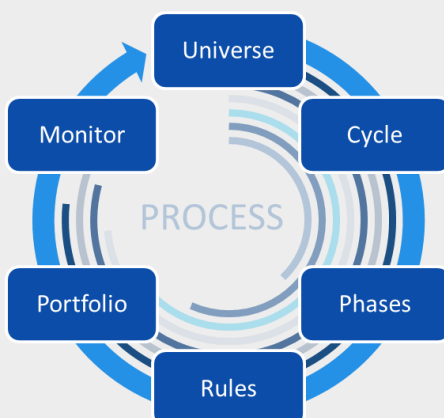 Universe
Monitor
Cycle
PROCESS
Portfolio
Phases
Rules